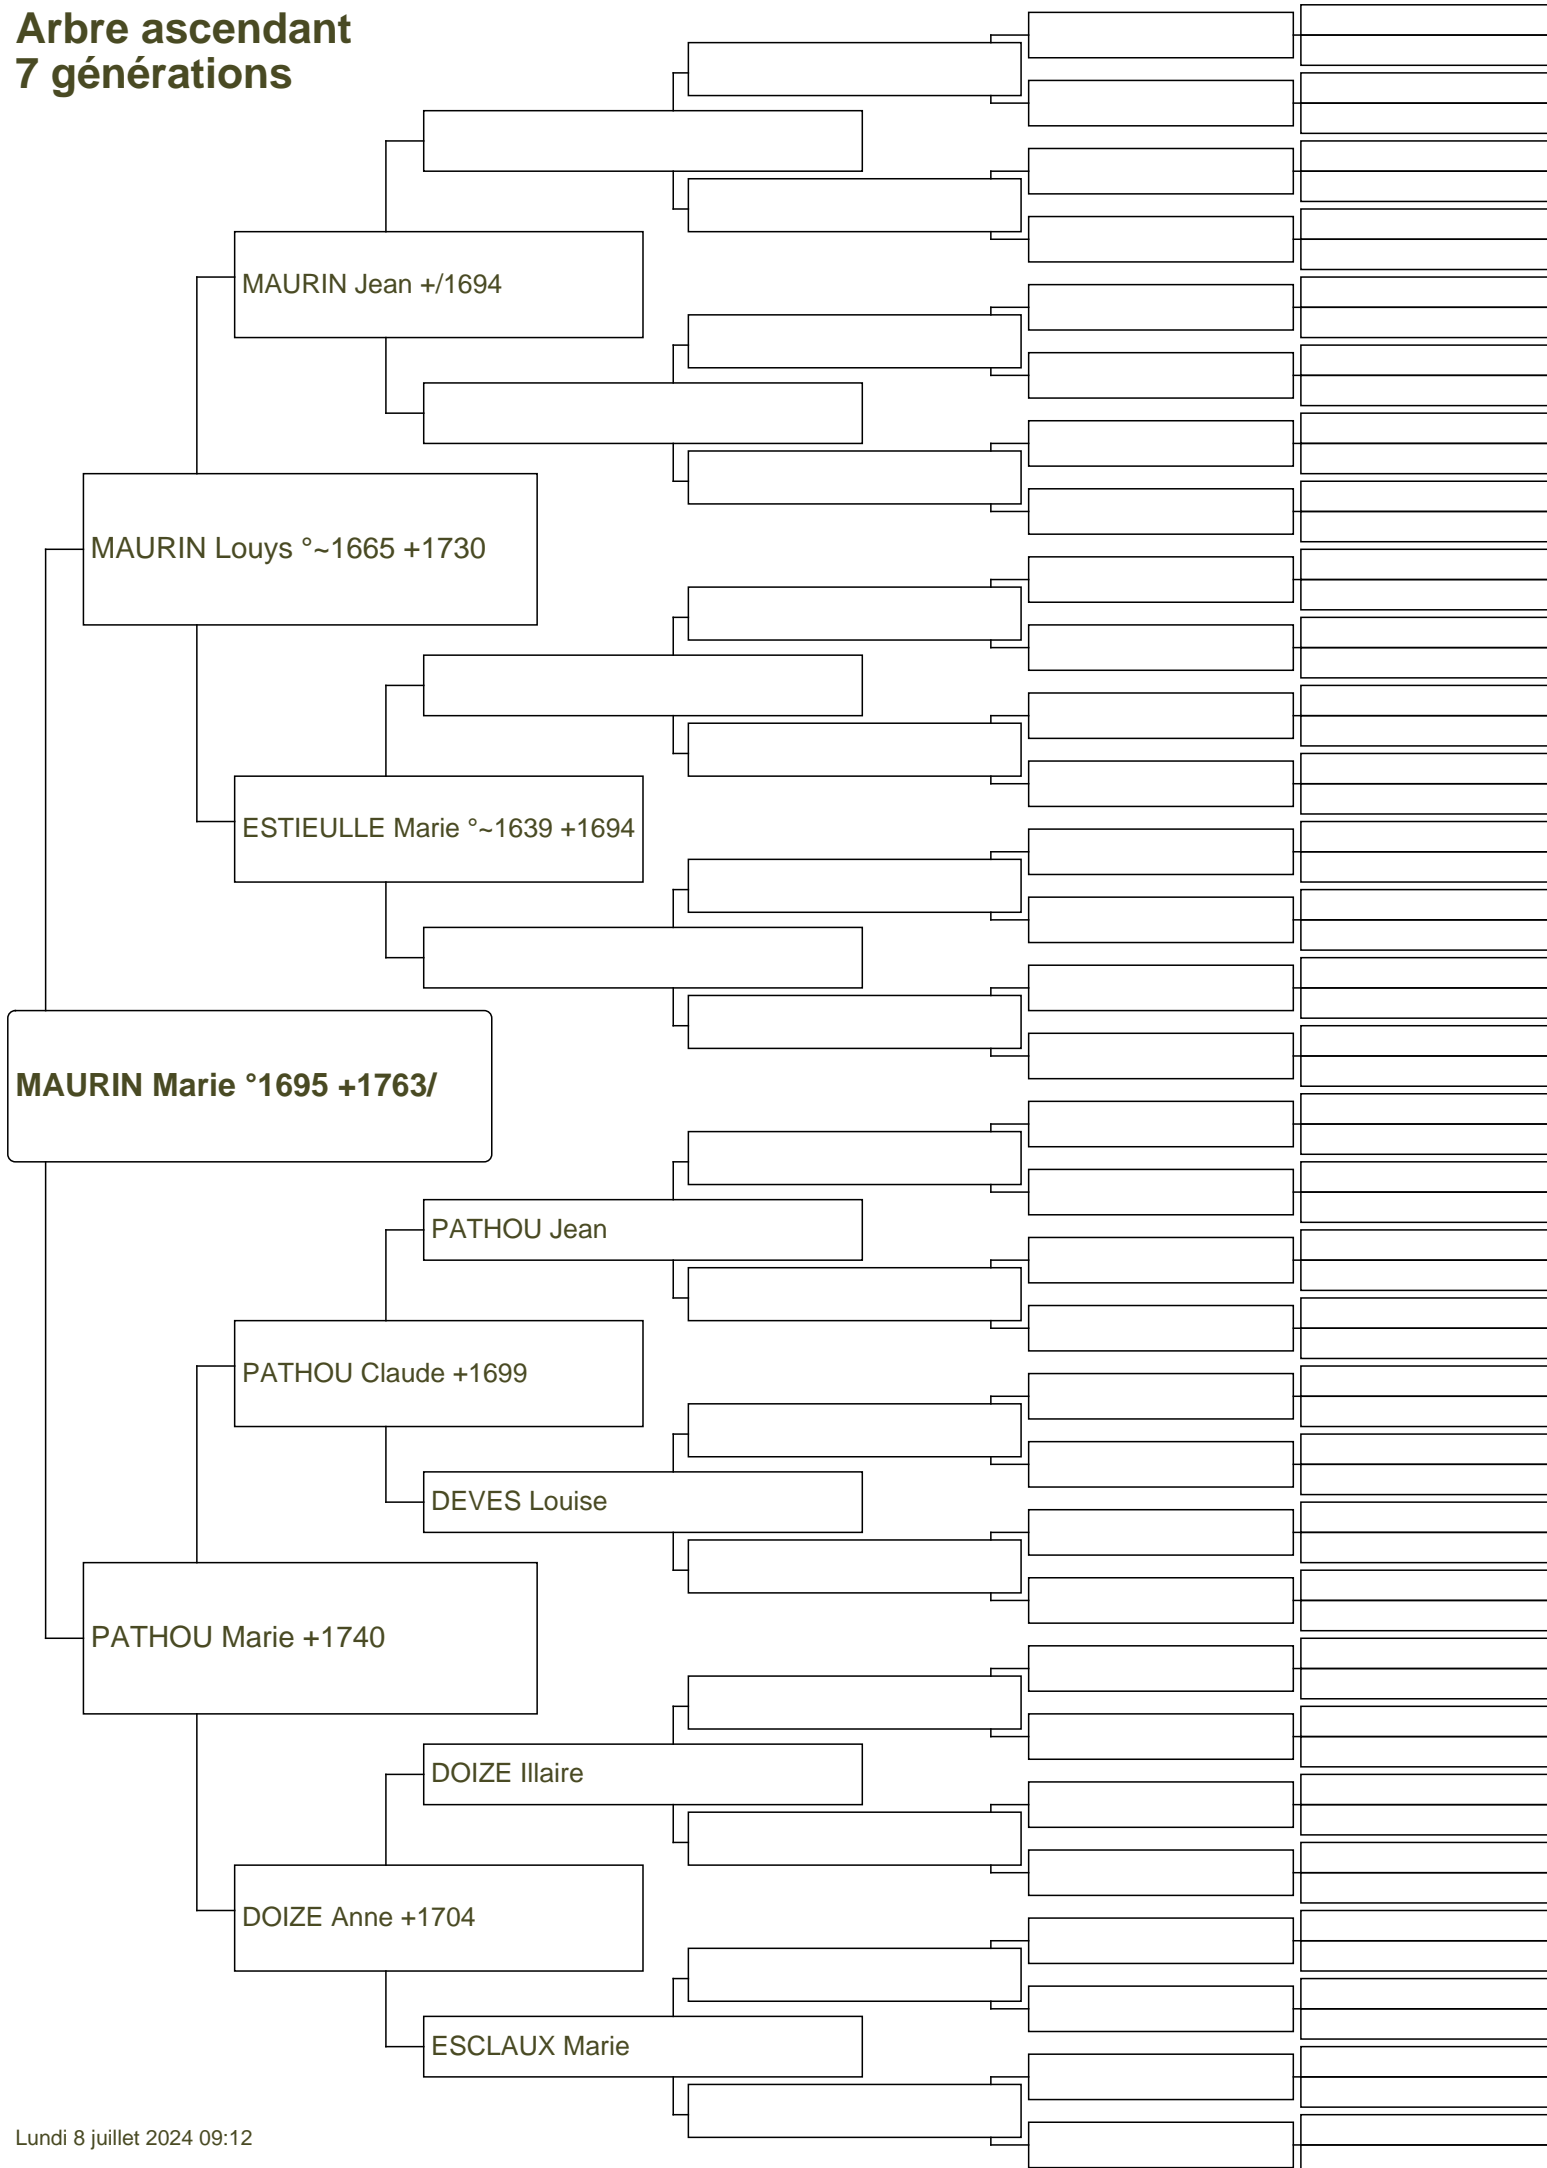 Arbre ascendant
7 générations
MAURIN Jean +/1694
MAURIN Louys °~1665 +1730
ESTIEULLE Marie °~1639 +1694
MAURIN Marie °1695 +1763/
PATHOU Jean
PATHOU Claude +1699
DEVES Louise
PATHOU Marie +1740
DOIZE Illaire
DOIZE Anne +1704
ESCLAUX Marie
Lundi 8 juillet 2024 09:12